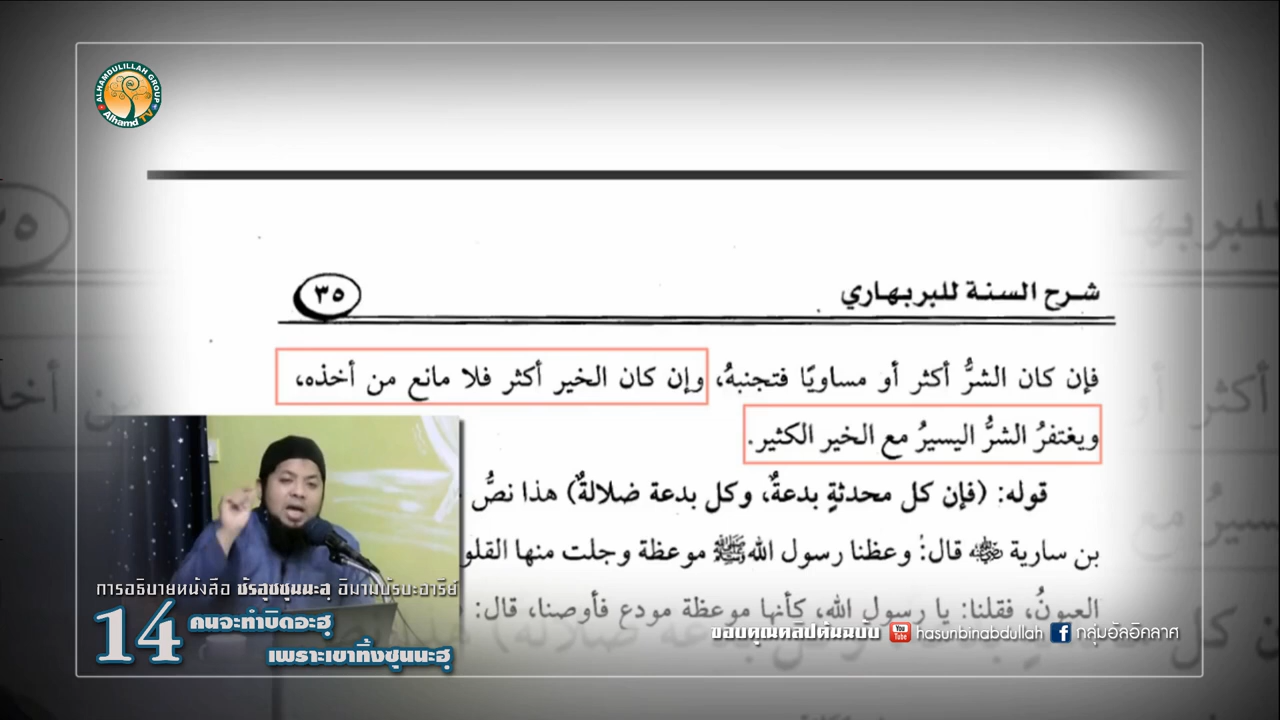 ALHAMDULILLAH GROUP
Alhamd TV
شرح السنة للبربهاري
٣٥
فإن كان الشرُّ أكثر أو مساويًا فتجنبهُ، وإن كان الخير أكثر فلا مانع من أخذه،
ويغتفرُ الشرُّ اليسيرُ مع الخير الكثير.
قوله: (فإن كل محدثةٍ بدعةٌ، وكل بدعة ضلالةٌ) هذا نصُّ
بن سارية ﵁ قال: وعظنا رسول الله ﷺ موعظة وجلت منها القلو
العيونُ، فقلنا: يا رسول الله، كأنها موعظة مودع فأوصنا، قال:
การอธิบายหนังสือ ชัรฮุซซุนนะฮฺ อิมามบัรบะฮารีย์
14 คนจะทำบิดอะฮฺ
เพราะเขาทิ้งซุนนะฮฺ
ขอบคุณคลิปต้นฉบับ You Tube hasunbinabdullah f กลุ่มอัลอิคลาศ